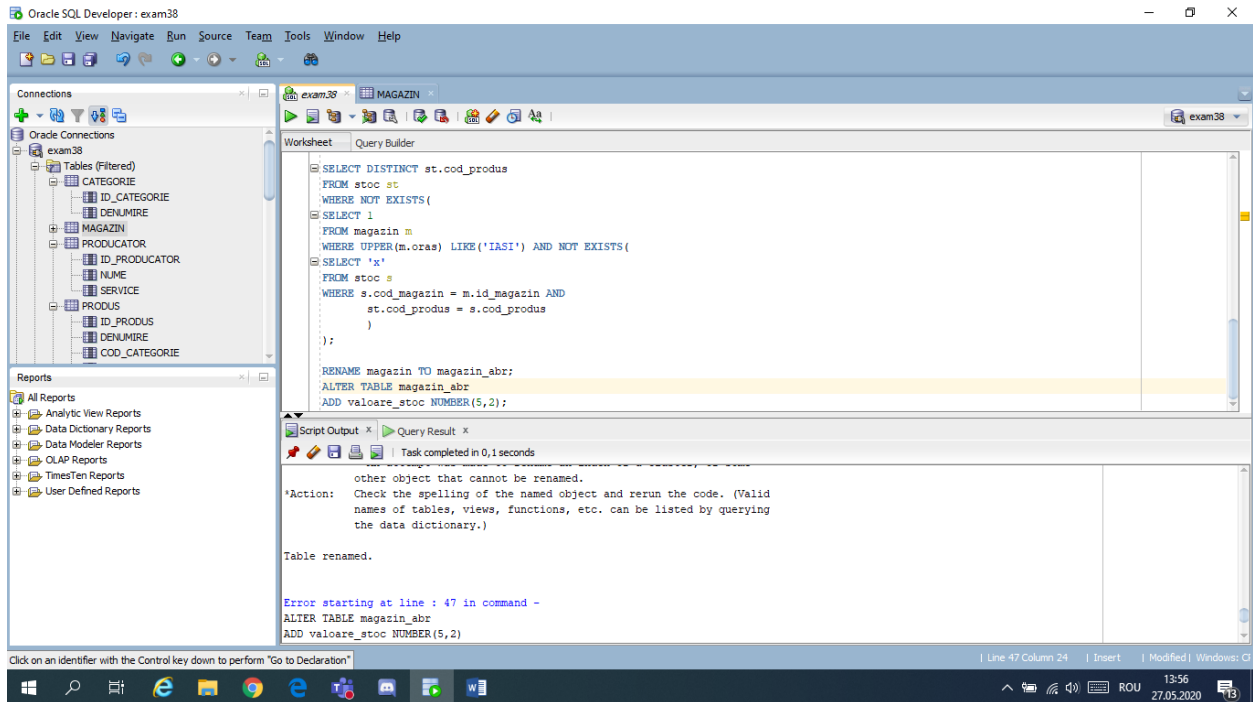 Oracle SQL Developer : exam38
File Edit View Navigate Run Source Team Tools Window Help
Connections
Oracle Connections
exam38
Tables (Filtered)
CATEGORIE
ID_CATEGORIE
DENUMIRE
MAGAZIN
PRODUCATOR
ID_PRODUCATOR
NUME
SERVICE
PRODUS
ID_PRODUS
DENUMIRE
COD_CATEGORIE
Reports
All Reports
Analytic View Reports
Data Dictionary Reports
Data Modeler Reports
OLAP Reports
TimesTen Reports
User Defined Reports
exam38 MAGAZIN
exam38
Worksheet Query Builder
SELECT DISTINCT st.cod_produs
FROM stoc st
WHERE NOT EXISTS(
SELECT 1
FROM magazin m
WHERE UPPER(m.oras) LIKE('IASI') AND NOT EXISTS(
SELECT 'x'
FROM stoc s
WHERE s.cod_magazin = m.id_magazin AND
st.cod_produs = s.cod_produs
)
);
RENAME magazin TO magazin_abr;
ALTER TABLE magazin_abr
ADD valoare_stoc NUMBER(5,2);
Script Output Query Result
Task completed in 0,1 seconds
other object that cannot be renamed.
*Action: Check the spelling of the named object and rerun the code. (Valid
names of tables, views, functions, etc. can be listed by querying
the data dictionary.)
Table renamed.
Error starting at line : 47 in command -
ALTER TABLE magazin_abr
ADD valoare_stoc NUMBER(5,2)
Click on an identifier with the Control key down to perform "Go to Declaration"
| Line 47 Column 24 | Insert | Modified | Windows: C
ROU
13:56
27.05.2020
13